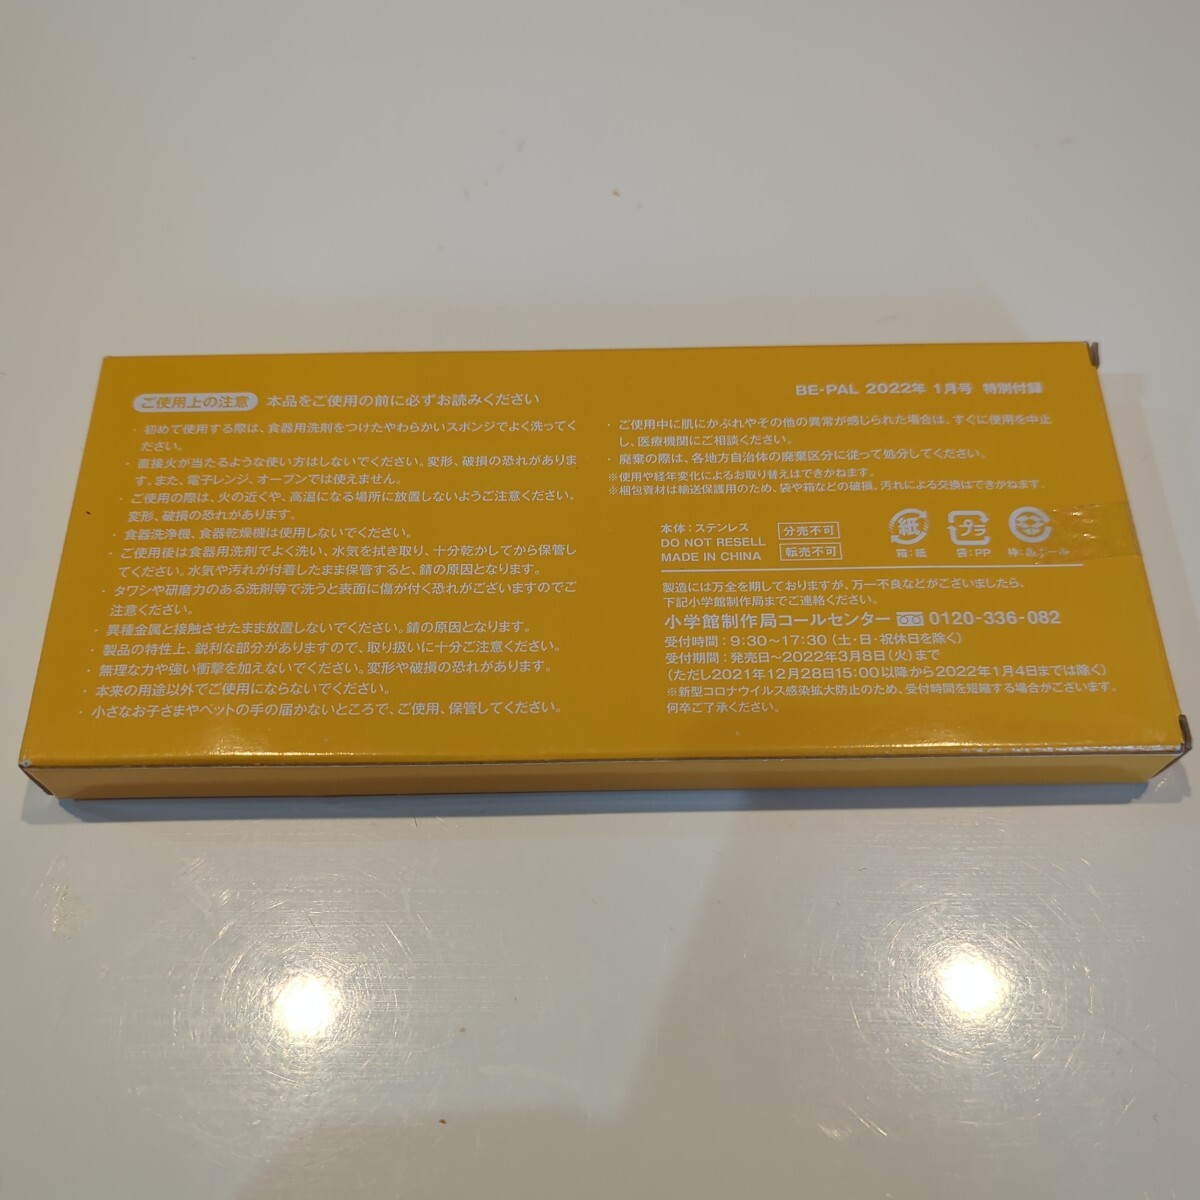 ご使用上の注意 本品をご使用の前に必ずお読みください
・初めて使用する際は、食器用洗剤をつけたやわらかいスポンジでよく洗ってく
ださい。
・直接火が当たるような使い方はしないでください。変形、破損の恐れがありま
す。また、電子レンジ、オーブンでは使えません。
・ご使用の際は、火の近くや、高温になる場所に放置しないようご注意ください。
変形、破損の恐れがあります。
・食器洗浄機、食器乾燥機は使用しないでください。
・ご使用後は食器用洗剤でよく洗い、水気を拭き取り、十分乾かしてから保管し
てください。水気や汚れが付着したまま保管すると、錆の原因となります。
・タワシや研磨力のある洗剤等で洗うと表面に傷が付く恐れがございますのでご
注意ください。
・異種金属と接触させたまま放置しないでください。錆の原因となります。
・製品の特性上、鋭利な部分がありますので、取り扱いに十分ご注意ください。
・無理な力や強い衝撃を加えないでください。変形や破損の恐れがあります。
・本来の用途以外でご使用にならないでください。
・小さなお子さまやペットの手の届かないところで、ご使用、保管してください。
BE-PAL 2022年 1月号 特別付録
・ご使用中に肌にかぶれやその他の異常が感じられた場合は、すぐに使用を中止
し、医療機関にご相談ください。
・廃棄の際は、各地方自治体の廃棄区分に従って処分してください。
※使用や経年変化によるお取り替えはできかねます。
※梱包資材は輸送保護用のため、袋や箱などの破損、汚れによる交換はできかねます。
本体：ステンレス 分売不可
DO NOT RESELL
MADE IN CHINA 転売不可
紙 プラ
箱：紙 袋：PP
製造には万全を期しておりますが、万一不良などがございましたら、
下記小学館制作局までご連絡ください。
小学館制作局コールセンター 0120-336-082
受付時間：9:30〜17:30（土・日・祝休日を除く）
受付期間：発売日〜2022年3月8日（火）まで
（ただし2021年12月28日15:00以降から2022年1月4日までは除く）
※新型コロナウイルス感染拡大防止のため、受付時間を短縮する場合がございます。
何卒ご了承ください。